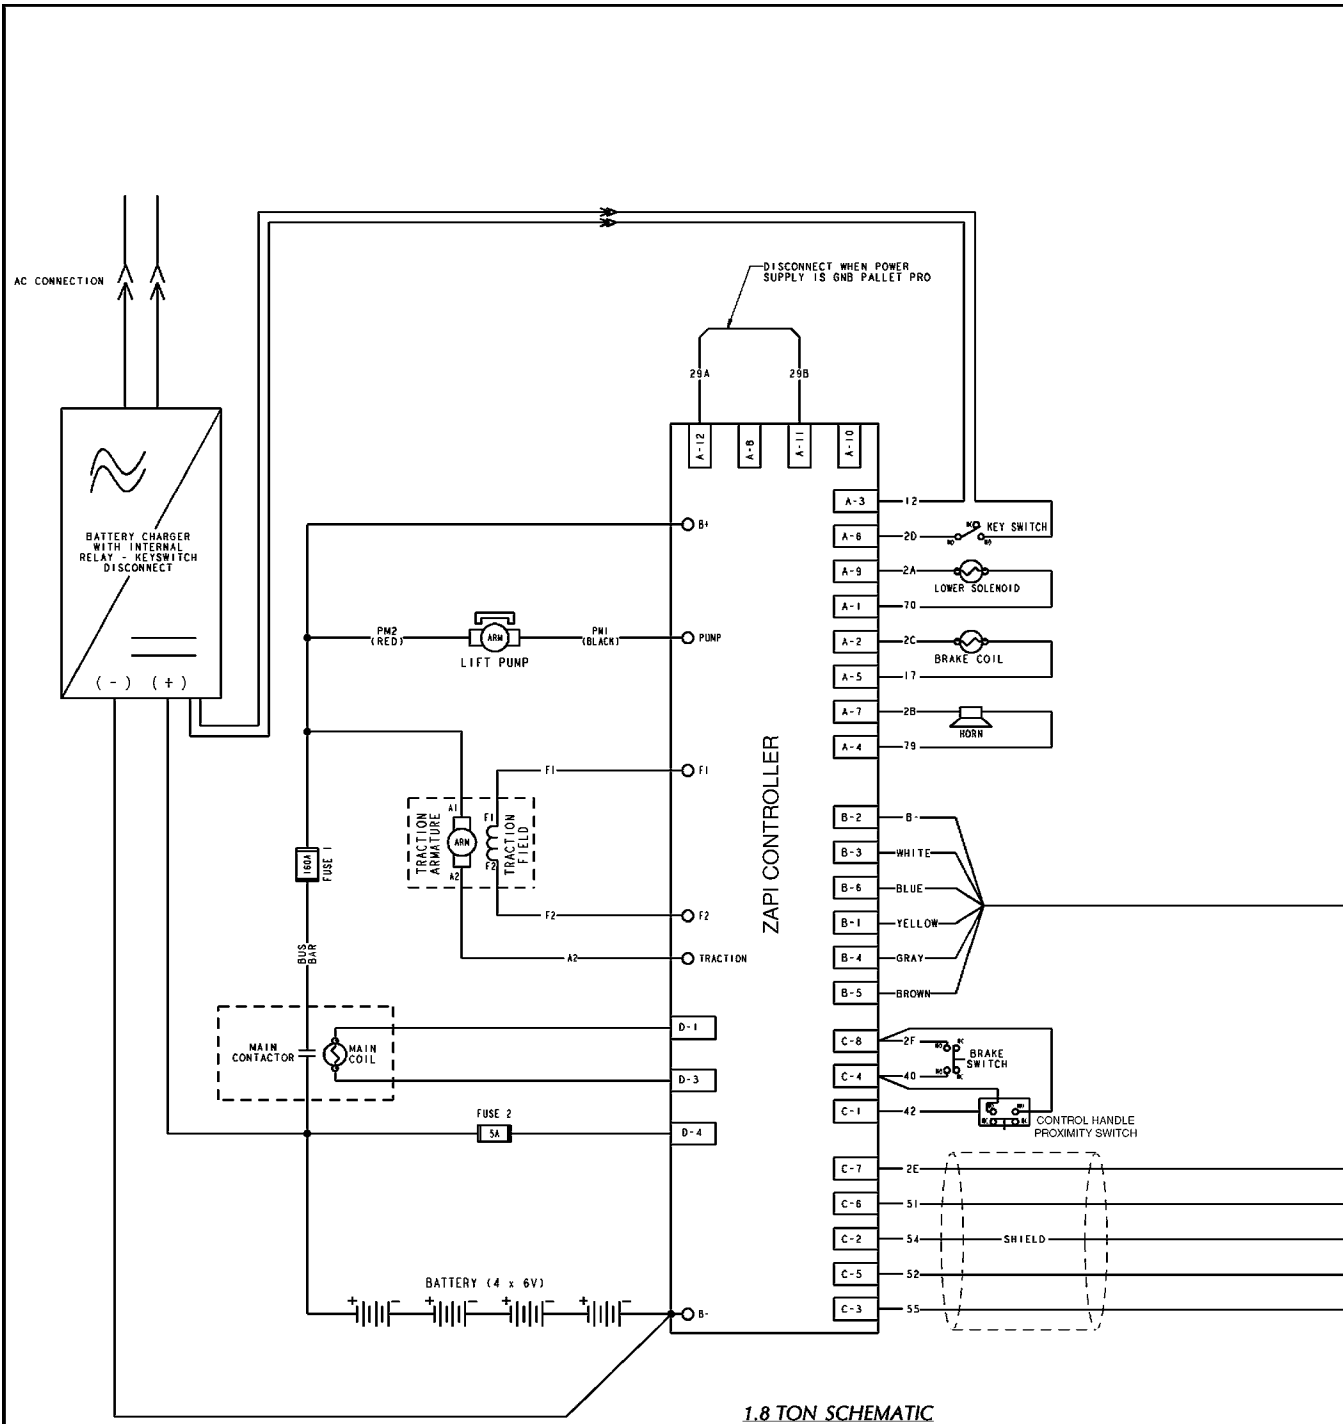 AC CONNECTION
DISCONNECT WHEN POWER
SUPPLY IS GNB PALLET PRO
29A
29B
A-12
A-8
A-11
A-10
BATTERY CHARGER
WITH INTERNAL
RELAY - KEYSWITCH
DISCONNECT
(-) (+)
B+
PM2
(RED)
ARM
PM1
(BLACK)
PUMP
LIFT PUMP
F1
F1
TRACTION
ARMATURE
A1
ARM
A2
F1
F2
TRACTION
FIELD
160A
FUSE 1
F2
F2
A2
TRACTION
BUS
BAR
MAIN
CONTACTOR
MAIN
COIL
D-1
D-3
FUSE 2
5A
D-4
BATTERY (4 x 6V)
+ - + - + - + -
B-
ZAPI CONTROLLER
A-3 12
A-6 2D
KEY SWITCH
A-9 2A
LOWER SOLENOID
A-1 70
A-2 2C
BRAKE COIL
A-5 17
A-7 2B
HORN
A-4 79
B-2 B-
B-3 WHITE
B-6 BLUE
B-1 YELLOW
B-4 GRAY
B-5 BROWN
C-8 2F
BRAKE
SWITCH
C-4 40
C-1 42
CONTROL HANDLE
PROXIMITY SWITCH
C-7 2E
C-6 51
C-2 54 SHIELD
C-5 52
C-3 55
1.8 TON SCHEMATIC